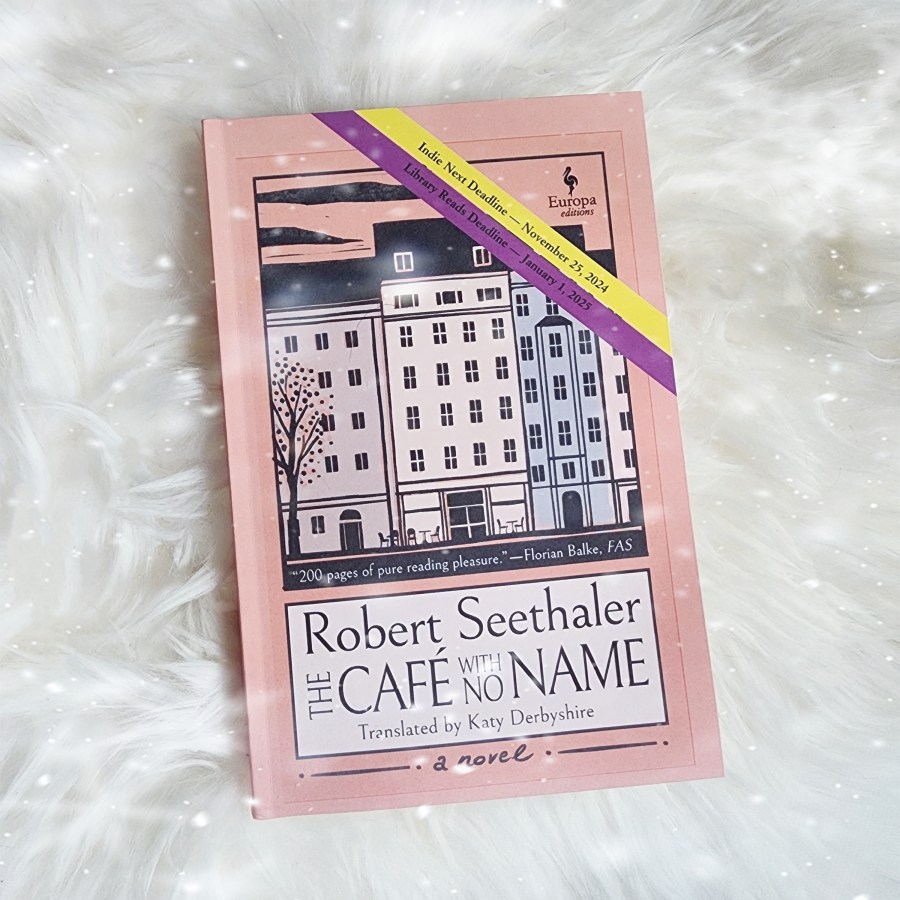 Indie Next Deadline — November 25, 2024
Library Reads Deadline — January 1, 2025
Europa
editions
“200 pages of pure reading pleasure.” —Florian Balke, FAS
Robert Seethaler
THE CAFÉ WITH NO NAME
Translated by Katy Derbyshire
a novel